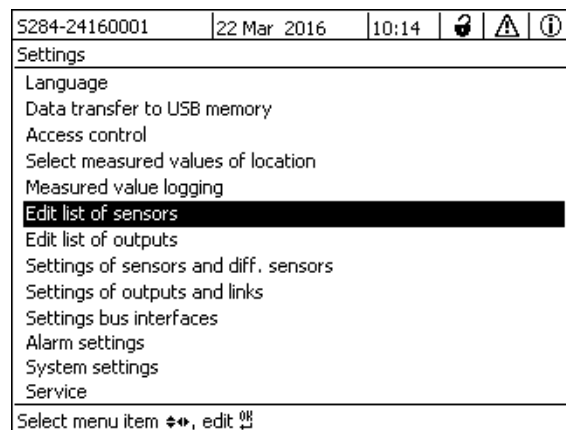 S284-24160001 22 Mar 2016 10:14
Settings
Language
Data transfer to USB memory
Access control
Select measured values of location
Measured value logging
Edit list of sensors
Edit list of outputs
Settings of sensors and diff. sensors
Settings of outputs and links
Settings bus interfaces
Alarm settings
System settings
Service
Select menu item , edit OK